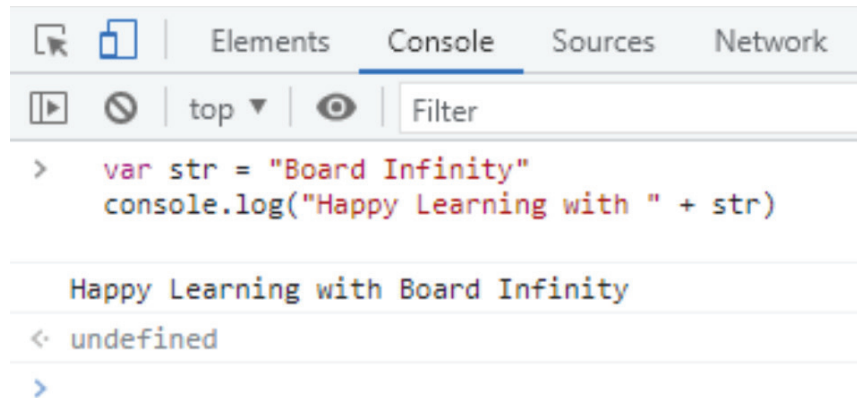 Elements Console Sources Network
top ▼ Filter
> var str = "Board Infinity"
console.log("Happy Learning with " + str)
Happy Learning with Board Infinity
<· undefined
>